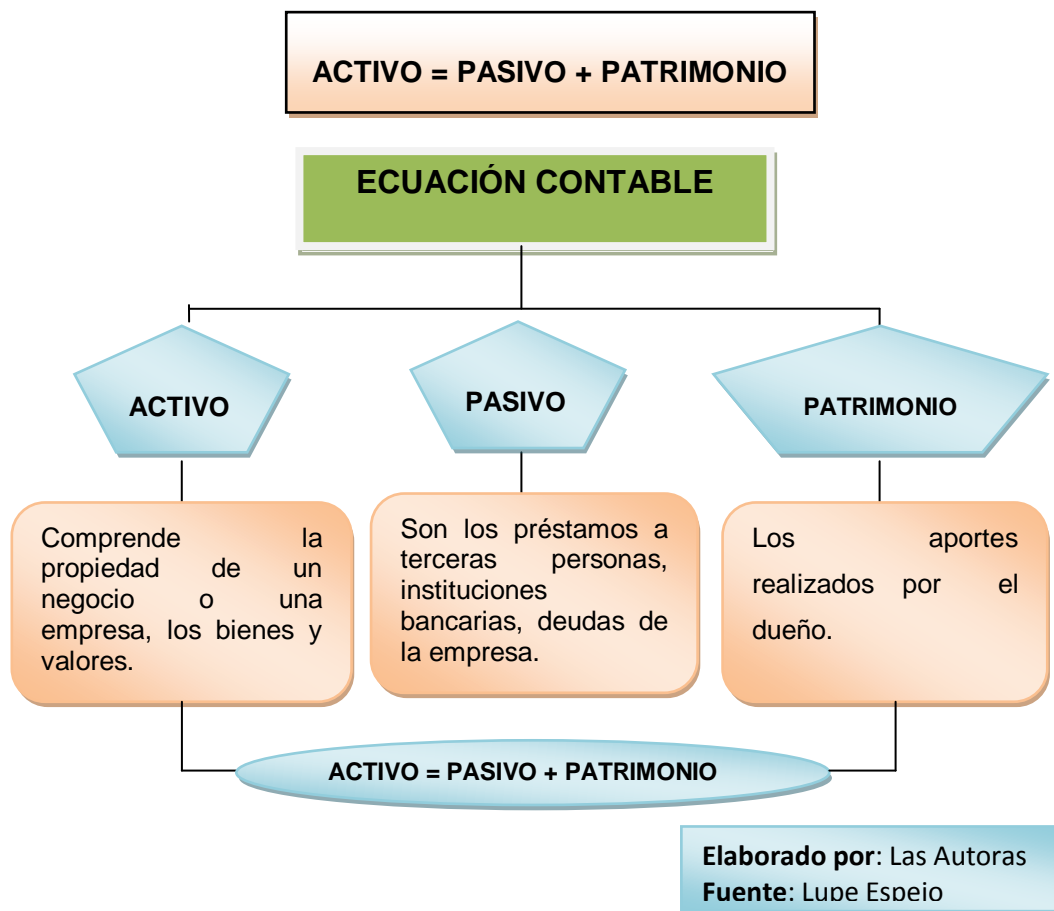 ACTIVO = PASIVO + PATRIMONIO
ECUACIÓN CONTABLE
ACTIVO
PASIVO
PATRIMONIO
Comprende la
propiedad de un
negocio o una
empresa, los bienes y
valores.
Son los préstamos a
terceras personas,
instituciones
bancarias, deudas de
la empresa.
Los aportes
realizados por el
dueño.
ACTIVO = PASIVO + PATRIMONIO
Elaborado por: Las Autoras
Fuente: Lupe Espejo